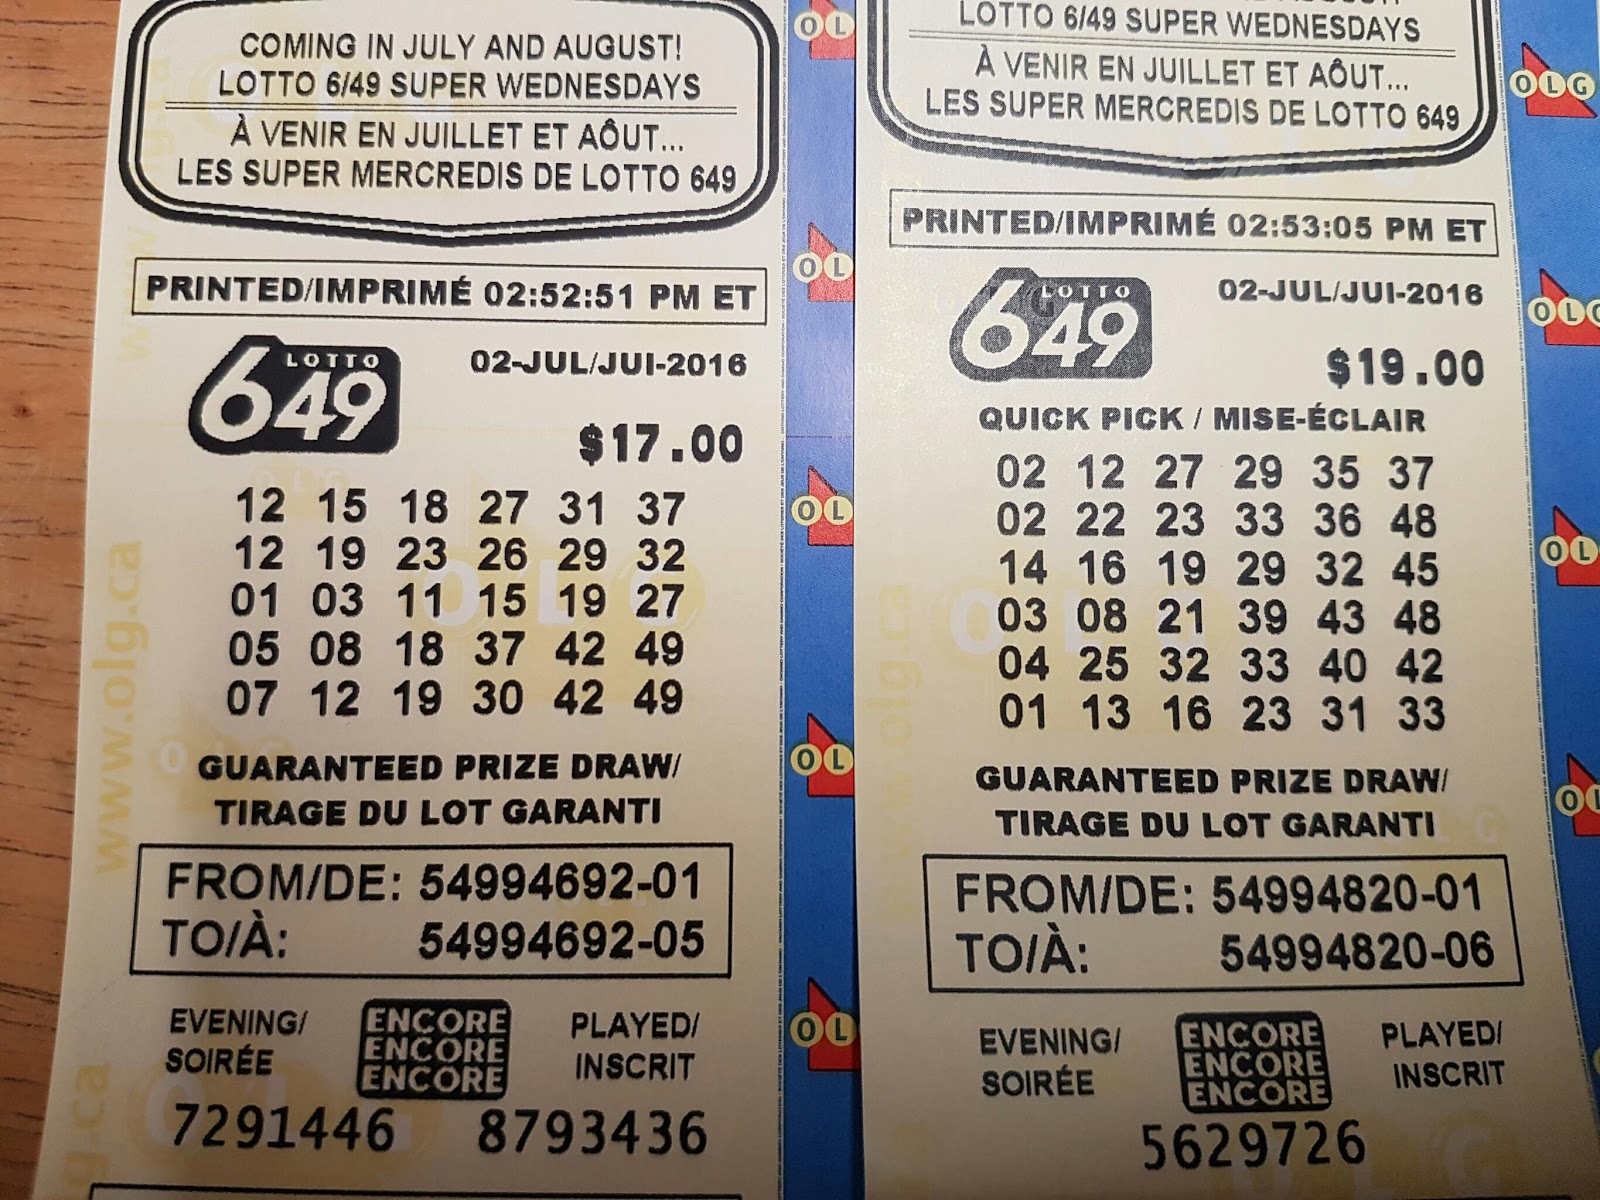 COMING IN JULY AND AUGUST!
LOTTO 6/49 SUPER WEDNESDAYS
À VENIR EN JUILLET ET AÔUT...
LES SUPER MERCREDIS DE LOTTO 649
PRINTED/IMPRIMÉ 02:52:51 PM ET
LOTTO 649
02-JUL/JUI-2016
$17.00
12 15 18 27 31 37
12 19 23 26 29 32
01 03 11 15 19 27
05 08 18 37 42 49
07 12 19 30 42 49
GUARANTEED PRIZE DRAW/
TIRAGE DU LOT GARANTI
FROM/DE: 54994692-01
TO/À: 54994692-05
EVENING/
SOIRÉE
ENCORE
ENCORE
ENCORE
PLAYED/
INSCRIT
7291446 8793436
www.olg.ca
LOTTO 6/49 SUPER WEDNESDAYS
À VENIR EN JUILLET ET AÔUT...
LES SUPER MERCREDIS DE LOTTO 649
PRINTED/IMPRIMÉ 02:53:05 PM ET
LOTTO 649
02-JUL/JUI-2016
$19.00
QUICK PICK / MISE-ÉCLAIR
02 12 27 29 35 37
02 22 23 33 36 48
14 16 19 29 32 45
03 08 21 39 43 48
04 25 32 33 40 42
01 13 16 23 31 33
GUARANTEED PRIZE DRAW/
TIRAGE DU LOT GARANTI
FROM/DE: 54994820-01
TO/À: 54994820-06
EVENING/
SOIRÉE
ENCORE
ENCORE
ENCORE
PLAYED/
INSCRIT
5629726
OLG